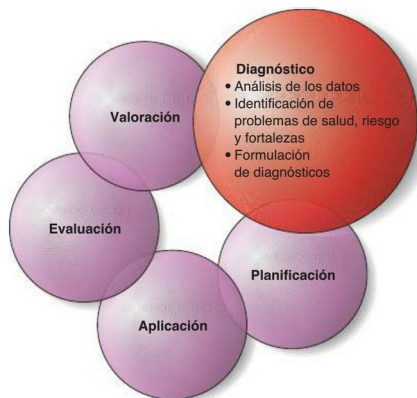 Diagnóstico
• Análisis de los datos
• Identificación de
problemas de salud, riesgo
y fortalezas
• Formulación
de diagnósticos
Valoración
Evaluación
Planificación
Aplicación